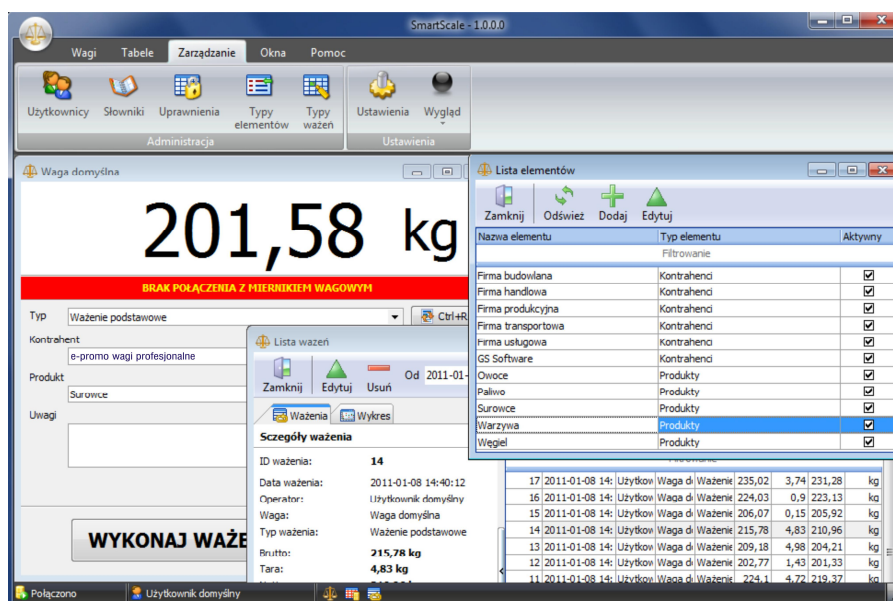 SmartScale - 1.0.0.0
Wagi Tabele Zarządzanie Okna Pomoc
Użytkownicy Słowniki Uprawnienia Typy elementów Typy ważeń Ustawienia Wygląd
Administracja Ustawienia
Waga domyślna
201,58 kg
BRAK POŁĄCZENIA Z MIERNIKIEM WAGOWYM
Typ Ważenie podstawowe Ctrl+R
Kontrahent
e-promo wagi profesjonalne
Produkt
Surowce
Uwagi
WYKONAJ WAŻE
Lista elementów
Zamknij Odśwież Dodaj Edytuj
Nazwa elementu Typ elementu Aktywny
Filtrowanie
Firma budowlana Kontrahenci
Firma handlowa Kontrahenci
Firma produkcyjna Kontrahenci
Firma transportowa Kontrahenci
Firma usługowa Kontrahenci
GS Software Kontrahenci
Owoce Produkty
Paliwo Produkty
Surowce Produkty
Warzywa Produkty
Węgiel Produkty
Lista ważeń
Zamknij Edytuj Usuń Od 2011-01-
Ważenia Wykres
Sczegóły ważenia
ID ważenia: 14
Data ważenia: 2011-01-08 14:40:12
Operator: Użytkownik domyślny
Waga: Waga domyślna
Typ ważenia: Ważenie podstawowe
Brutto: 215,78 kg
Tara: 4,83 kg
17 2011-01-08 14: Użytkow Waga d Ważenie 235,02 3,74 231,28 kg
16 2011-01-08 14: Użytkow Waga d Ważenie 224,03 0,9 223,13 kg
15 2011-01-08 14: Użytkow Waga d Ważenie 206,07 0,15 205,92 kg
14 2011-01-08 14: Użytkow Waga d Ważenie 215,78 4,83 210,96 kg
13 2011-01-08 14: Użytkow Waga d Ważenie 209,18 4,98 204,21 kg
12 2011-01-08 14: Użytkow Waga d Ważenie 202,77 1,43 201,33 kg
11 2011-01-08 14: Użytkow Waga d Ważenie 224,1 4,72 219,37 kg
Połączono Użytkownik domyślny